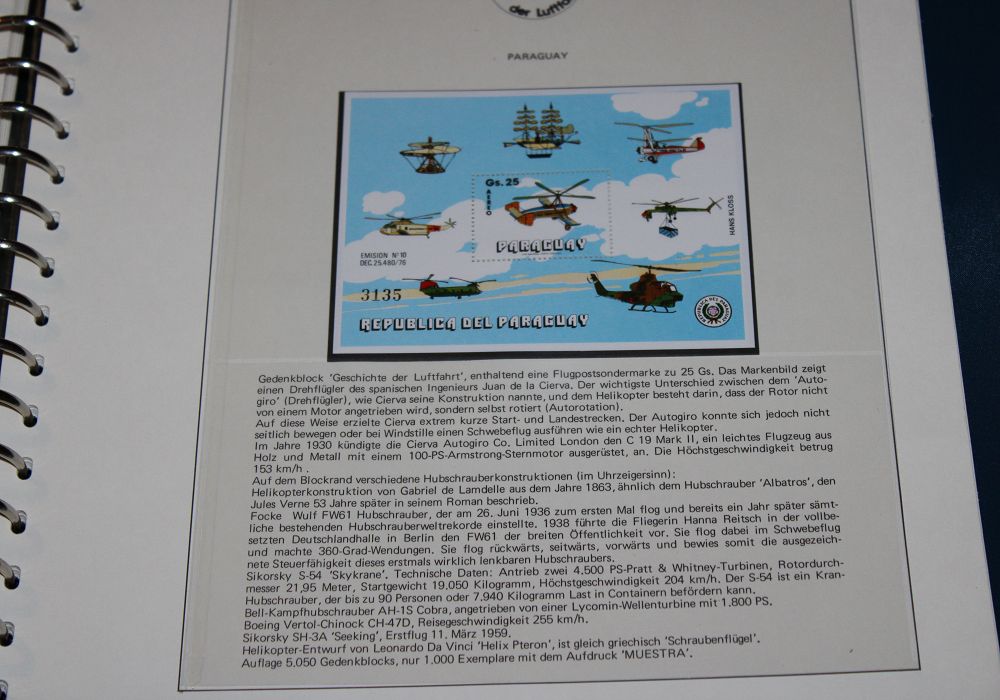 der Luftfa
PARAGUAY
Gs. 25
AEREO
PARAGUAY
HANS KLOSS
EMISION Nº 10
DEC. 25.480/76
3135
REPUBLICA DEL PARAGUAY
Gedenkblock 'Geschichte der Luftfahrt', enthaltend eine Flugpostsondermarke zu 25 Gs. Das Markenbild zeigt
einen Drehflügler des spanischen Ingenieurs Juan de la Cierva. Der wichtigste Unterschied zwischen dem 'Auto-
giro' (Drehflügler), wie Cierva seine Konstruktion nannte, und dem Helikopter besteht darin, dass der Rotor nicht
von einem Motor angetrieben wird, sondern selbst rotiert (Autorotation).
Auf diese Weise erzielte Cierva extrem kurze Start- und Landestrecken. Der Autogiro konnte sich jedoch nicht
seitlich bewegen oder bei Windstille einen Schwebeflug ausführen wie ein echter Helikopter.
Im Jahre 1930 kündigte die Cierva Autogiro Co. Limited London den C 19 Mark II, ein leichtes Flugzeug aus
Holz und Metall mit einem 100-PS-Armstrong-Sternmotor ausgerüstet, an. Die Höchstgeschwindigkeit betrug
153 km/h .
Auf dem Blockrand verschiedene Hubschrauberkonstruktionen (im Uhrzeigersinn):
Helikopterkonstruktion von Gabriel de Lamdelle aus dem Jahre 1863, ähnlich dem Hubschrauber 'Albatros', den
Jules Verne 53 Jahre später in seinem Roman beschrieb.
Focke Wulf FW61 Hubschrauber, der am 26. Juni 1936 zum ersten Mal flog und bereits ein Jahr später sämt-
liche bestehenden Hubschrauberweltrekorde einstellte. 1938 führte die Fliegerin Hanna Reitsch in der vollbe-
setzten Deutschlandhalle in Berlin den FW61 der breiten Öffentlichkeit vor. Sie flog dabei im Schwebeflug
und machte 360-Grad-Wendungen. Sie flog rückwärts, seitwärts, vorwärts und bewies somit die ausgezeich-
nete Steuerfähigkeit dieses erstmals wirklich lenkbaren Hubschraubers.
Sikorsky S-54 'Skykrane', Technische Daten: Antrieb zwei 4.500 PS-Pratt & Whitney-Turbinen, Rotordurch-
messer 21,95 Meter, Startgewicht 19.050 Kilogramm, Höchstgeschwindigkeit 204 km/h. Der S-54 ist ein Kran-
Hubschrauber, der bis zu 90 Personen oder 7.940 Kilogramm Last in Containern befördern kann.
Bell-Kampfhubschrauber AH-1S Cobra, angetrieben von einer Lycomin-Wellenturbine mit 1.800 PS.
Boeing Vertol-Chinock CH-47D, Reisegeschwindigkeit 255 km/h.
Sikorsky SH-3A 'Seeking', Erstflug 11. März 1959.
Helikopter-Entwurf von Leonardo Da Vinci 'Helix Pteron', ist gleich griechisch 'Schraubenflügel'.
Auflage 5.050 Gedenkblocks, nur 1.000 Exemplare mit dem Aufdruck 'MUESTRA'.